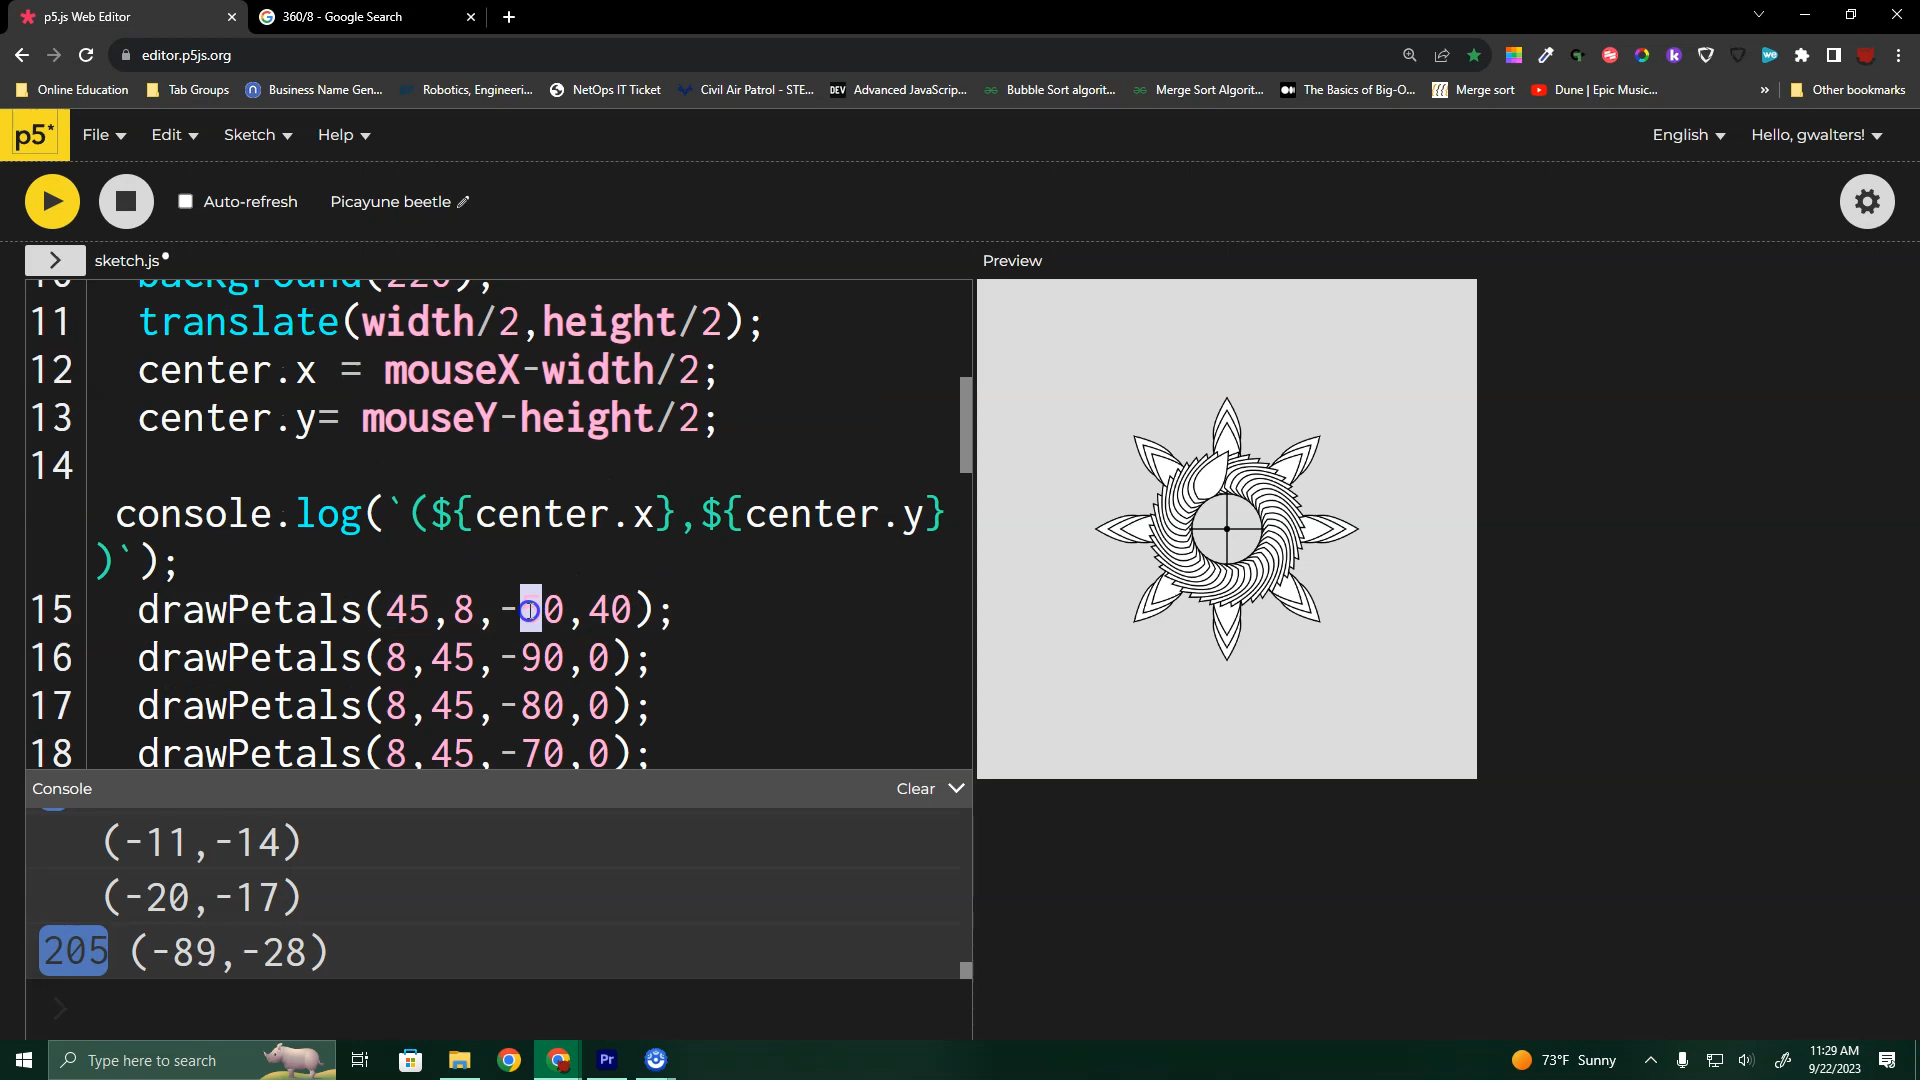 p5.js Web Editor
360/8 - Google Search
editor.p5js.org
Online Education
Tab Groups
Business Name Gen...
Robotics, Engineeri...
NetOps IT Ticket
Civil Air Patrol - STE...
DEV Advanced JavaScrip...
Bubble Sort algorit...
Merge Sort Algorit...
The Basics of Big-O...
Merge sort
Dune | Epic Music...
» Other bookmarks
p5* File Edit Sketch Help
English Hello, gwalters!
Auto-refresh Picayune beetle
> sketch.js
Preview
10 background(220);
11 translate(width/2,height/2);
12 center.x = mouseX-width/2;
13 center.y= mouseY-height/2;
14
console.log(`(${center.x},${center.y}
)`);
15 drawPetals(45,8,- 0,40);
16 drawPetals(8,45,-90,0);
17 drawPetals(8,45,-80,0);
18 drawPetals(8,45,-70,0);
Console Clear
(-11,-14)
(-20,-17)
205 (-89,-28)
>
Type here to search
Pr
73°F Sunny
11:29 AM
9/22/2023